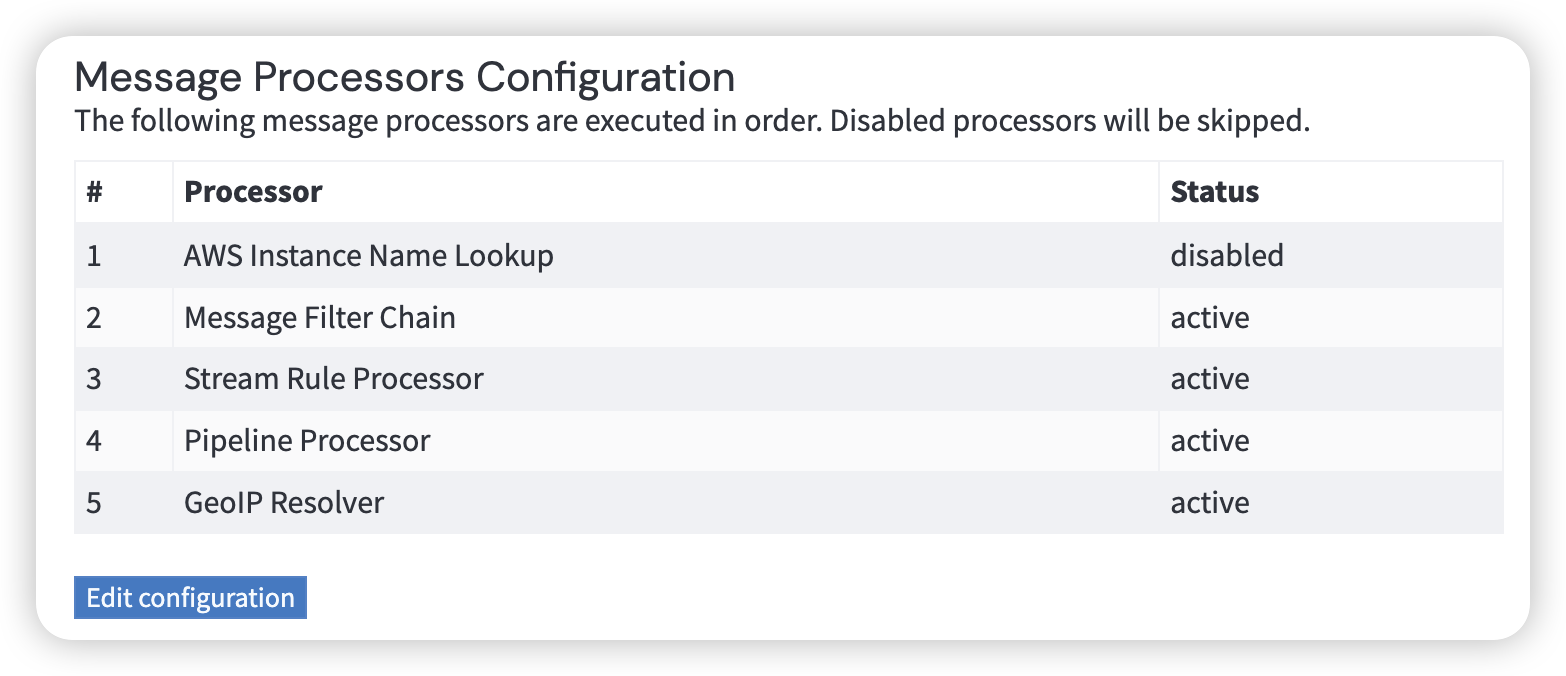 Message Processors Configuration
The following message processors are executed in order. Disabled processors will be skipped.
# Processor Status
1 AWS Instance Name Lookup disabled
2 Message Filter Chain active
3 Stream Rule Processor active
4 Pipeline Processor active
5 GeoIP Resolver active
Edit configuration